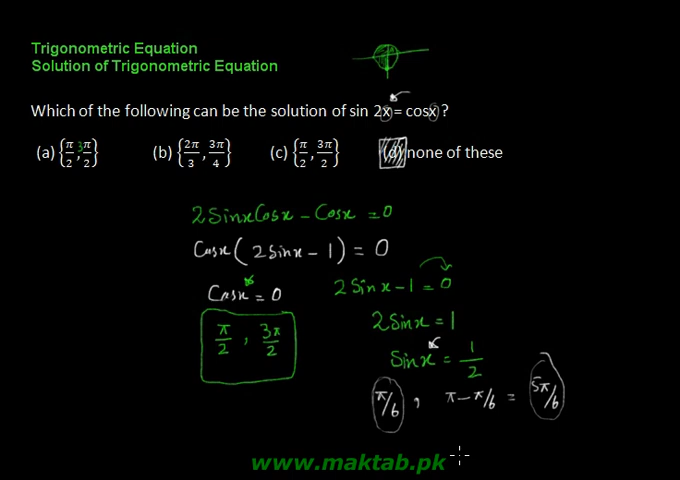 Trigonometric Equation
Solution of Trigonometric Equation
Which of the following can be the solution of sin 2x = cosx ?
(a) {π/2, 3π/2} (b) {2π/3, 3π/4} (c) {π/2, 3π/2} (d) none of these
2Sinx Cosx - Cosx = 0
Cosx ( 2Sinx - 1 ) = 0
Cosx = 0 2Sinx - 1 = 0
π/2 , 3π/2 2Sinx = 1
Sinx = 1/2
π/6 , π - π/6 = 5π/6
www.maktab.pk